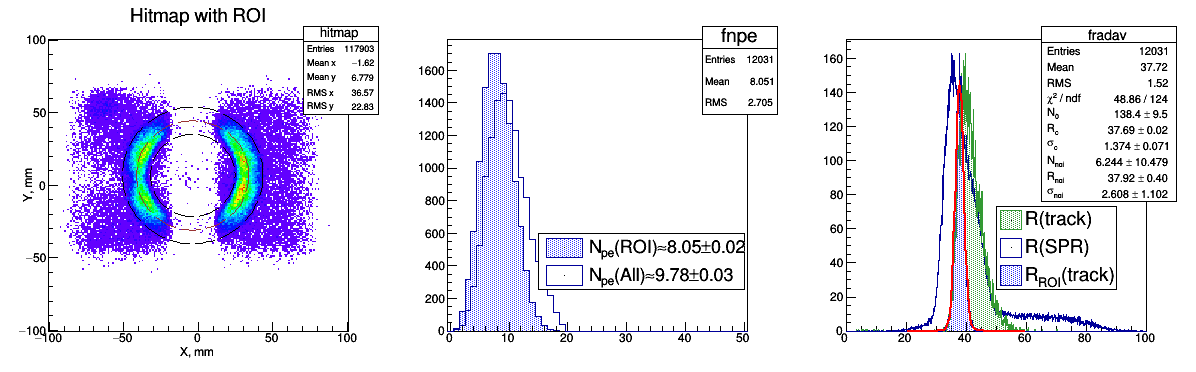 Hitmap with ROI
hitmap
Entries 117903
Mean x −1.62
Mean y 6.779
RMS x 36.57
RMS y 22.83
Y, mm
100
50
0
−50
−100
−100 −50 0 50 100
X, mm
fnpe
Entries 12031
Mean 8.051
RMS 2.705
1600
1400
1200
1000
800
600
400
200
0
0 10 20 30 40 50
Npe(ROI)≈8.05±0.02
Npe(All)≈9.78±0.03
fradav
Entries 12031
Mean 37.72
RMS 1.52
χ² / ndf 48.86 / 124
N0 138.4 ± 9.5
Rc 37.69 ± 0.02
σc 1.374 ± 0.071
Nnoi 6.244 ± 10.479
Rnoi 37.92 ± 0.40
σnoi 2.608 ± 1.102
R(track)
R(SPR)
RROI(track)
160
140
120
100
80
60
40
20
0
0 20 40 60 80 100